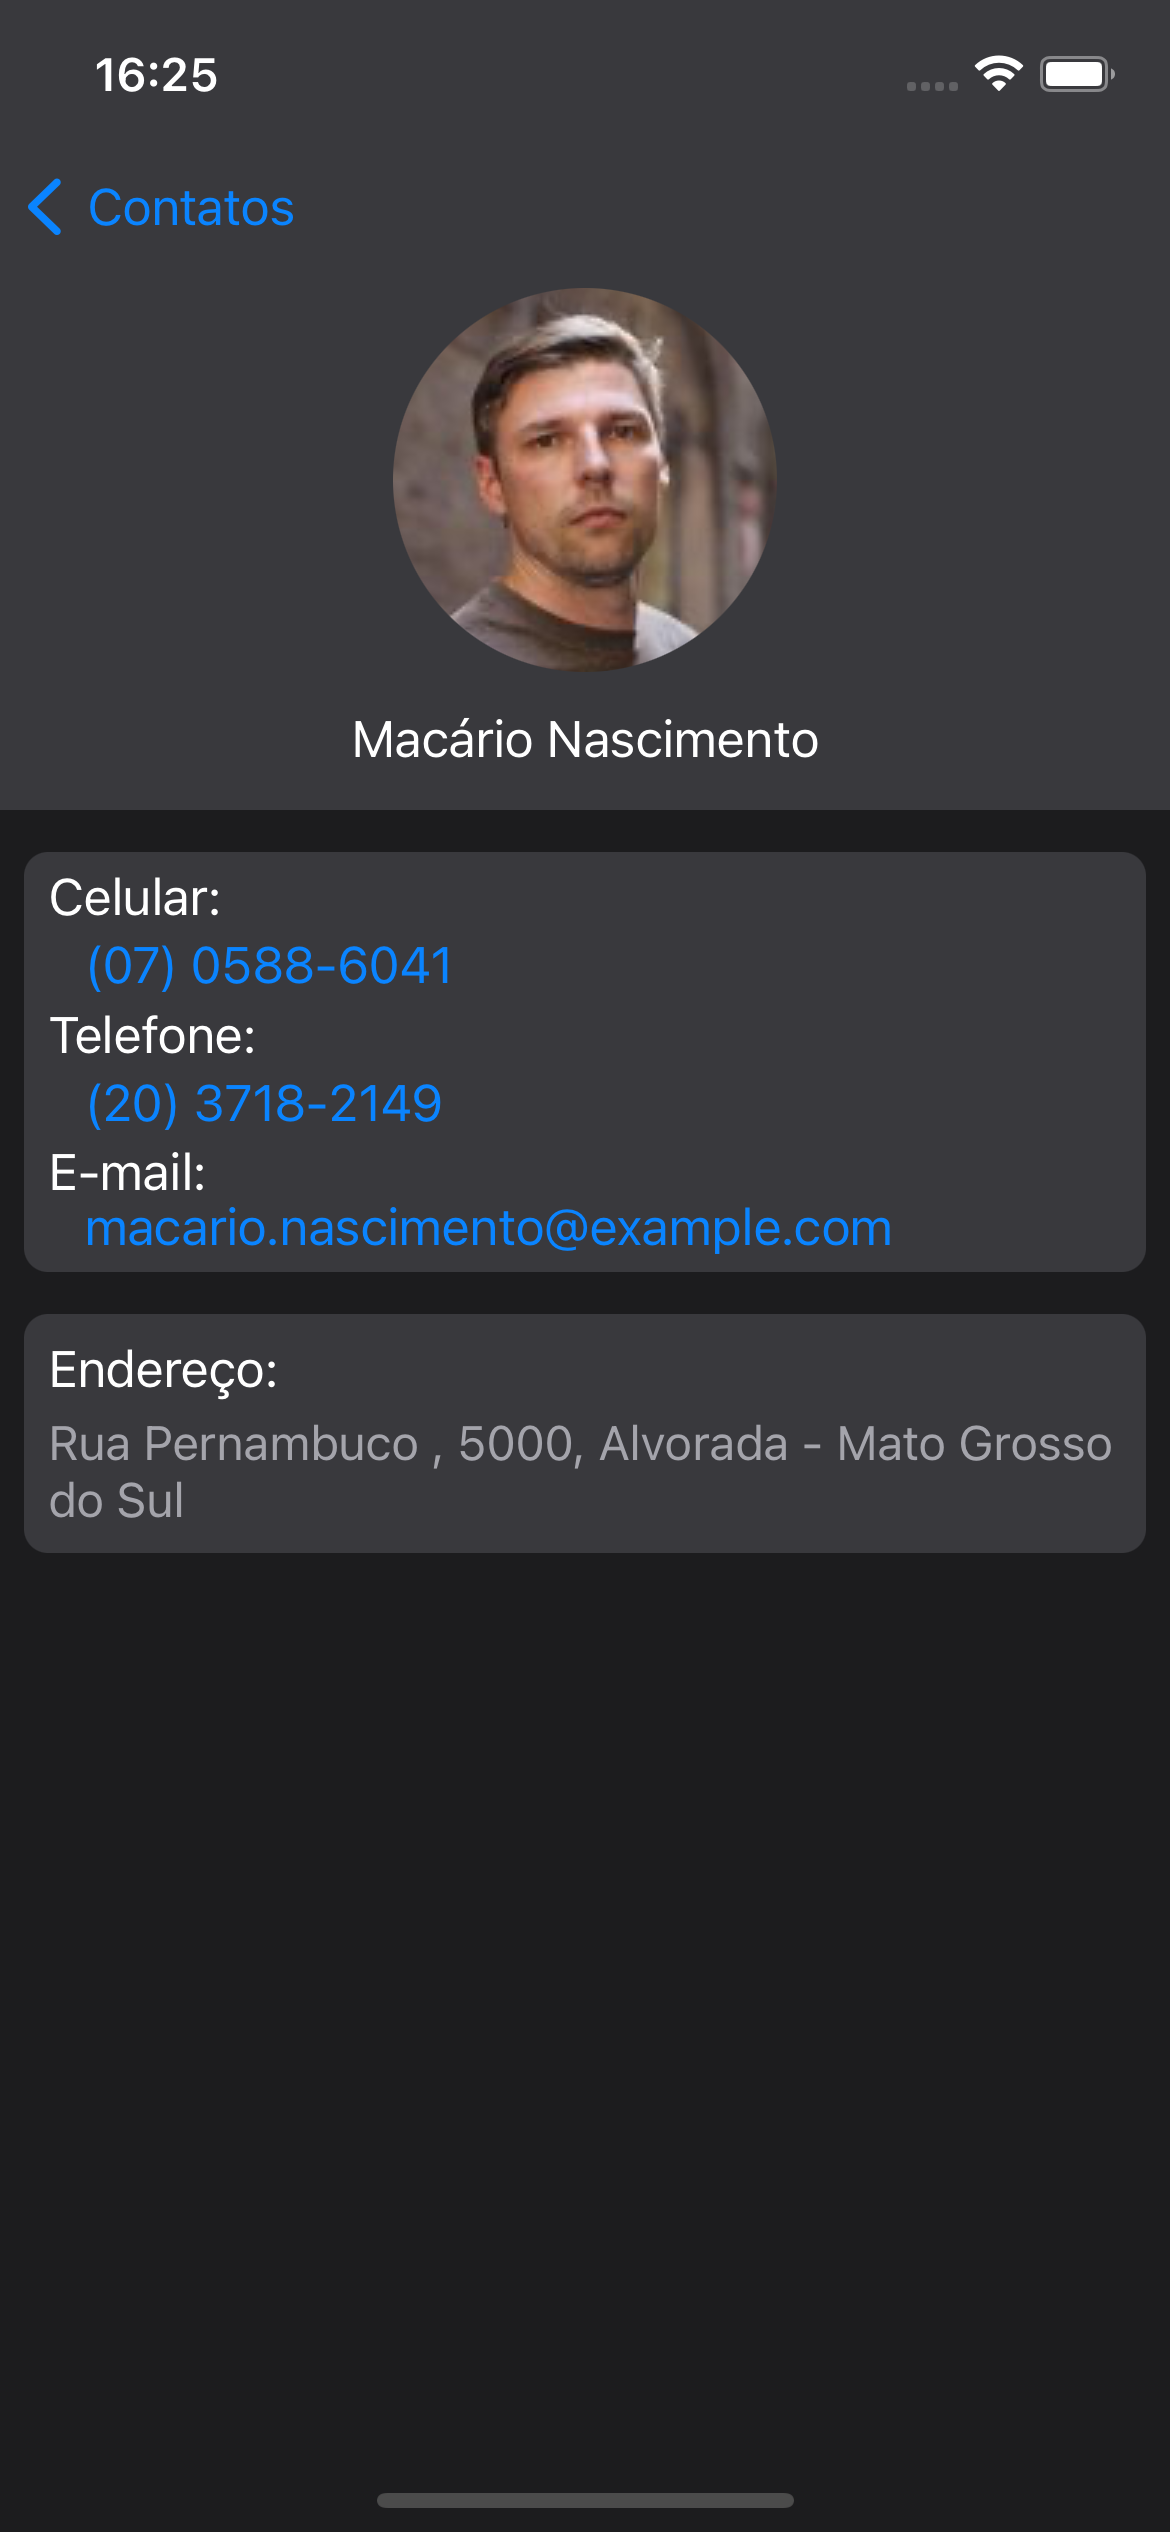 16:25
Contatos
Macário Nascimento
Celular:
(07) 0588-6041
Telefone:
(20) 3718-2149
E-mail:
macario.nascimento@example.com
Endereço:
Rua Pernambuco , 5000, Alvorada - Mato Grosso
do Sul